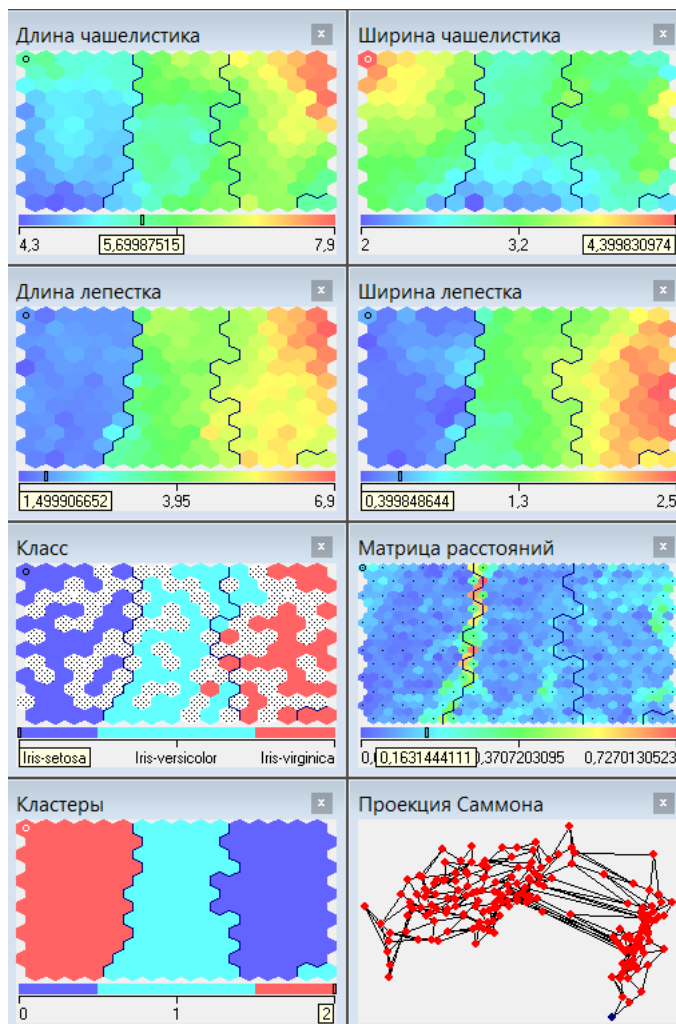 Длина чашелистика
Ширина чашелистика
4,3 5,69987515 7,9
2 3,2 4,399830974
Длина лепестка
Ширина лепестка
1,499906652 3,95 6,9
0,399848644 1,3 2,5
Класс
Матрица расстояний
Iris-setosa Iris-versicolor Iris-virginica
0,1631444111 0,3707203095 0,7270130523
Кластеры
Проекция Саммона
0 1 2